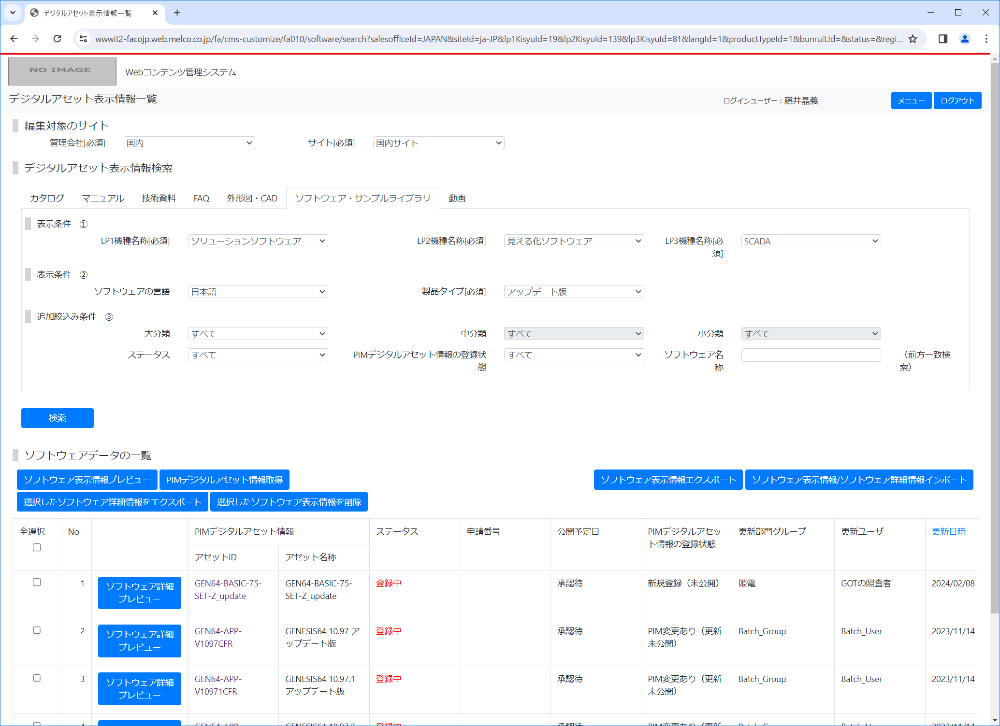 デジタルアセット表示情報一覧
wwwit2-facojp.web.melco.co.jp/fa/cms-customize/fa010/software/search?salesofficeId=JAPAN&siteId=ja-JP&lp1KisyuId=19&lp2KisyuId=139&lp3KisyuId=81&langId=1&productTypeId=1&bunruiLId=&status=&regi...
NO IMAGE
Webコンテンツ管理システム
デジタルアセット表示情報一覧
ログインユーザー：藤井晶義
メニュー
ログアウト
編集対象のサイト
管理会社[必須] 国内
サイト[必須] 国内サイト
デジタルアセット表示情報検索
カタログ
マニュアル
技術資料
FAQ
外形図・CAD
ソフトウェア・サンプルライブラリ
動画
表示条件 ①
LP1機種名称[必須] ソリューションソフトウェア
LP2機種名称[必須] 見える化ソフトウェア
LP3機種名称[必
須]
SCADA
表示条件 ②
ソフトウェアの言語 日本語
製品タイプ[必須] アップデート版
追加絞込み条件 ③
大分類 すべて
中分類 すべて
小分類 すべて
ステータス すべて
PIMデジタルアセット情報の登録状
態
すべて
ソフトウェア名
称
（前方一致検
索）
検索
ソフトウェアデータの一覧
ソフトウェア表示情報プレビュー
PIMデジタルアセット情報取得
ソフトウェア表示情報エクスポート
ソフトウェア表示情報/ソフトウェア詳細情報インポート
選択したソフトウェア詳細情報をエクスポート
選択したソフトウェア表示情報を削除
全選択
No
PIMデジタルアセット情報
アセットID
アセット名称
ステータス
申請番号
公開予定日
PIMデジタルアセッ
ト情報の登録状態
更新部門グループ
更新ユーザ
更新日時
1
ソフトウェア詳細
プレビュー
GEN64-BASIC-75-
SET-Z_update
GEN64-BASIC-75-
SET-Z_update
登録中
承認待
新規登録（未公開）
姫電
GOTの照査者
2024/02/08
2
ソフトウェア詳細
プレビュー
GEN64-APP-
V1097CFR
GENESIS64 10.97 ア
ップデート版
登録中
承認待
PIM変更あり（更新
未公開）
Batch_Group
Batch_User
2023/11/14
3
ソフトウェア詳細
プレビュー
GEN64-APP-
V10971CFR
GENESIS64 10.97.1
アップデート版
登録中
承認待
PIM変更あり（更新
未公開）
Batch_Group
Batch_User
2023/11/14